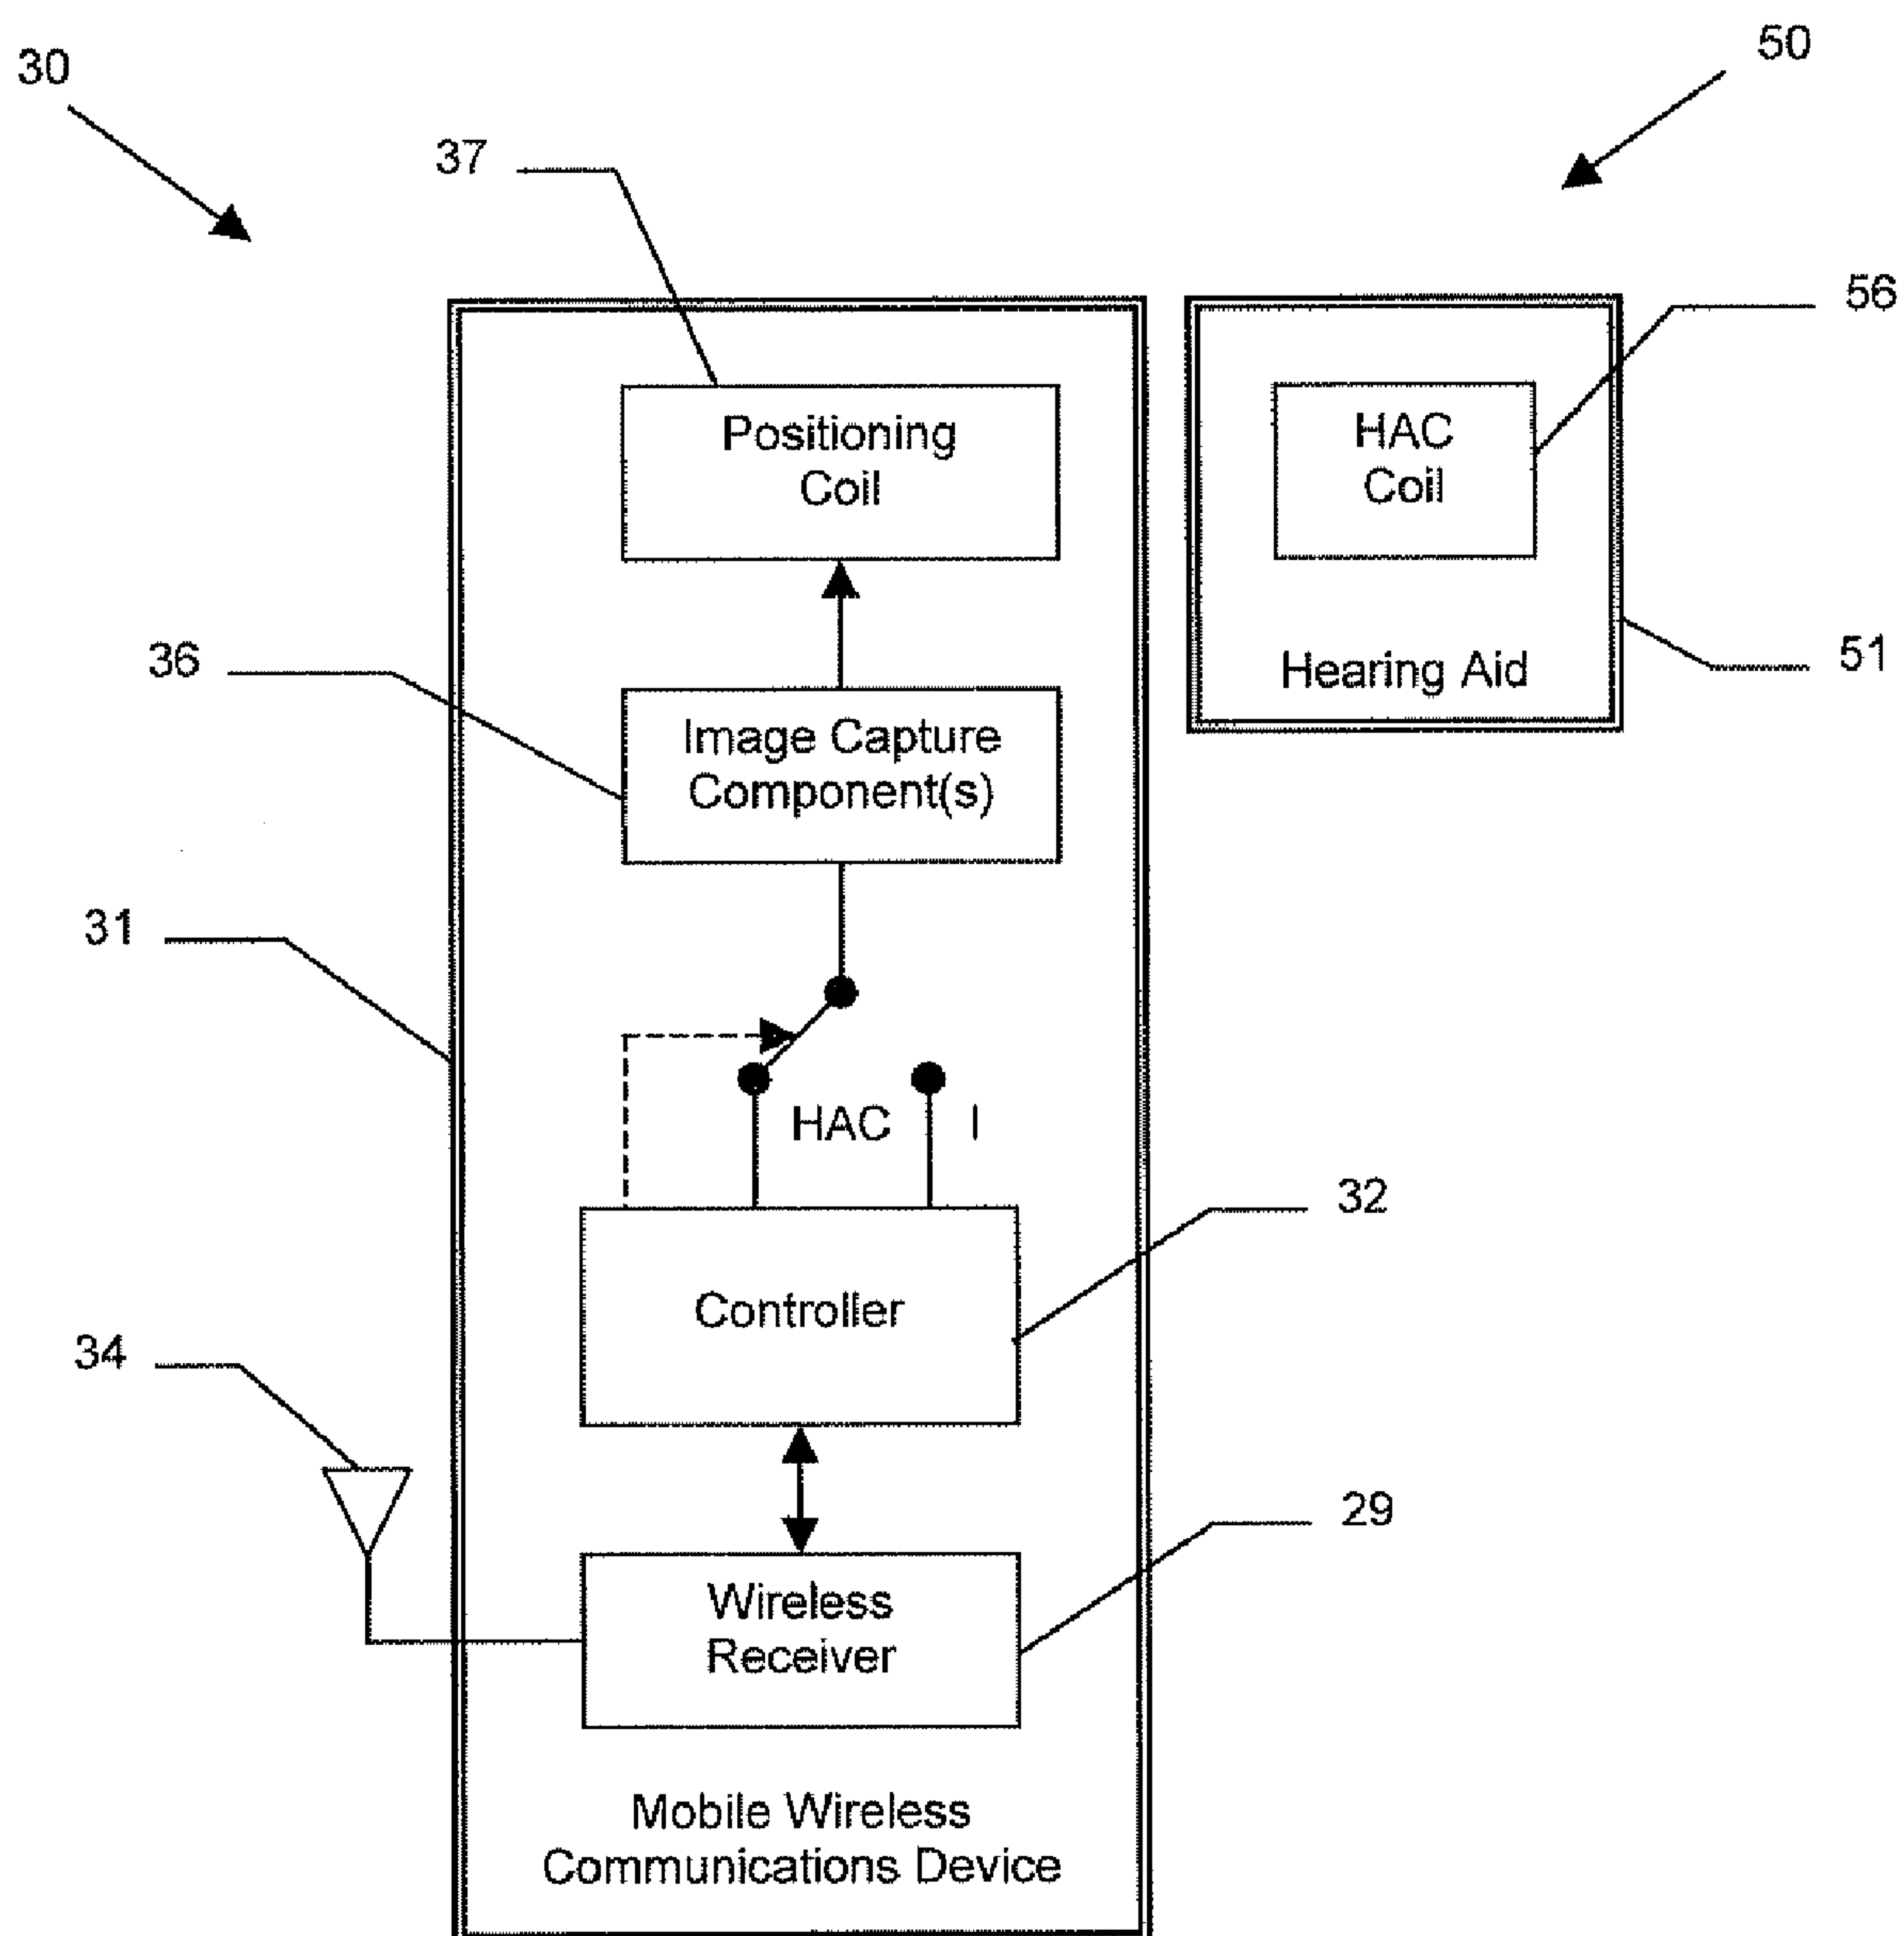 30
50
37
56
Positioning
Coil
HAC
Coil
36
51
Hearing Aid
Image Capture
Component(s)
31
HAC
I
32
Controller
34
29
Wireless
Receiver
Mobile Wireless
Communications Device